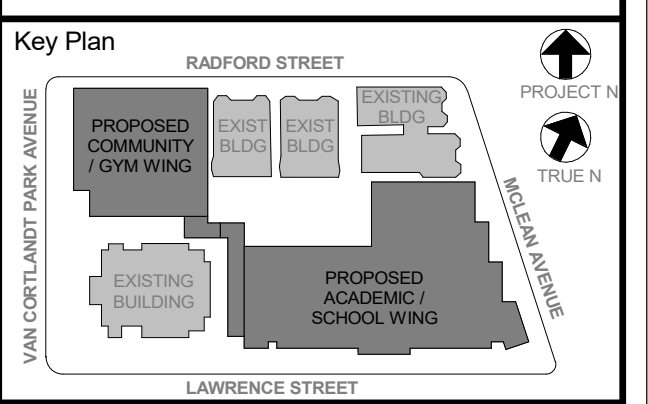 Key Plan
RADFORD STREET
PROJECT N
TRUE N
VAN CORTLANDT PARK AVENUE
PROPOSED
COMMUNITY
/ GYM WING
EXIST
BLDG
EXIST
BLDG
EXISTING
BLDG
MCLEAN AVENUE
EXISTING
BUILDING
PROPOSED
ACADEMIC /
SCHOOL WING
LAWRENCE STREET